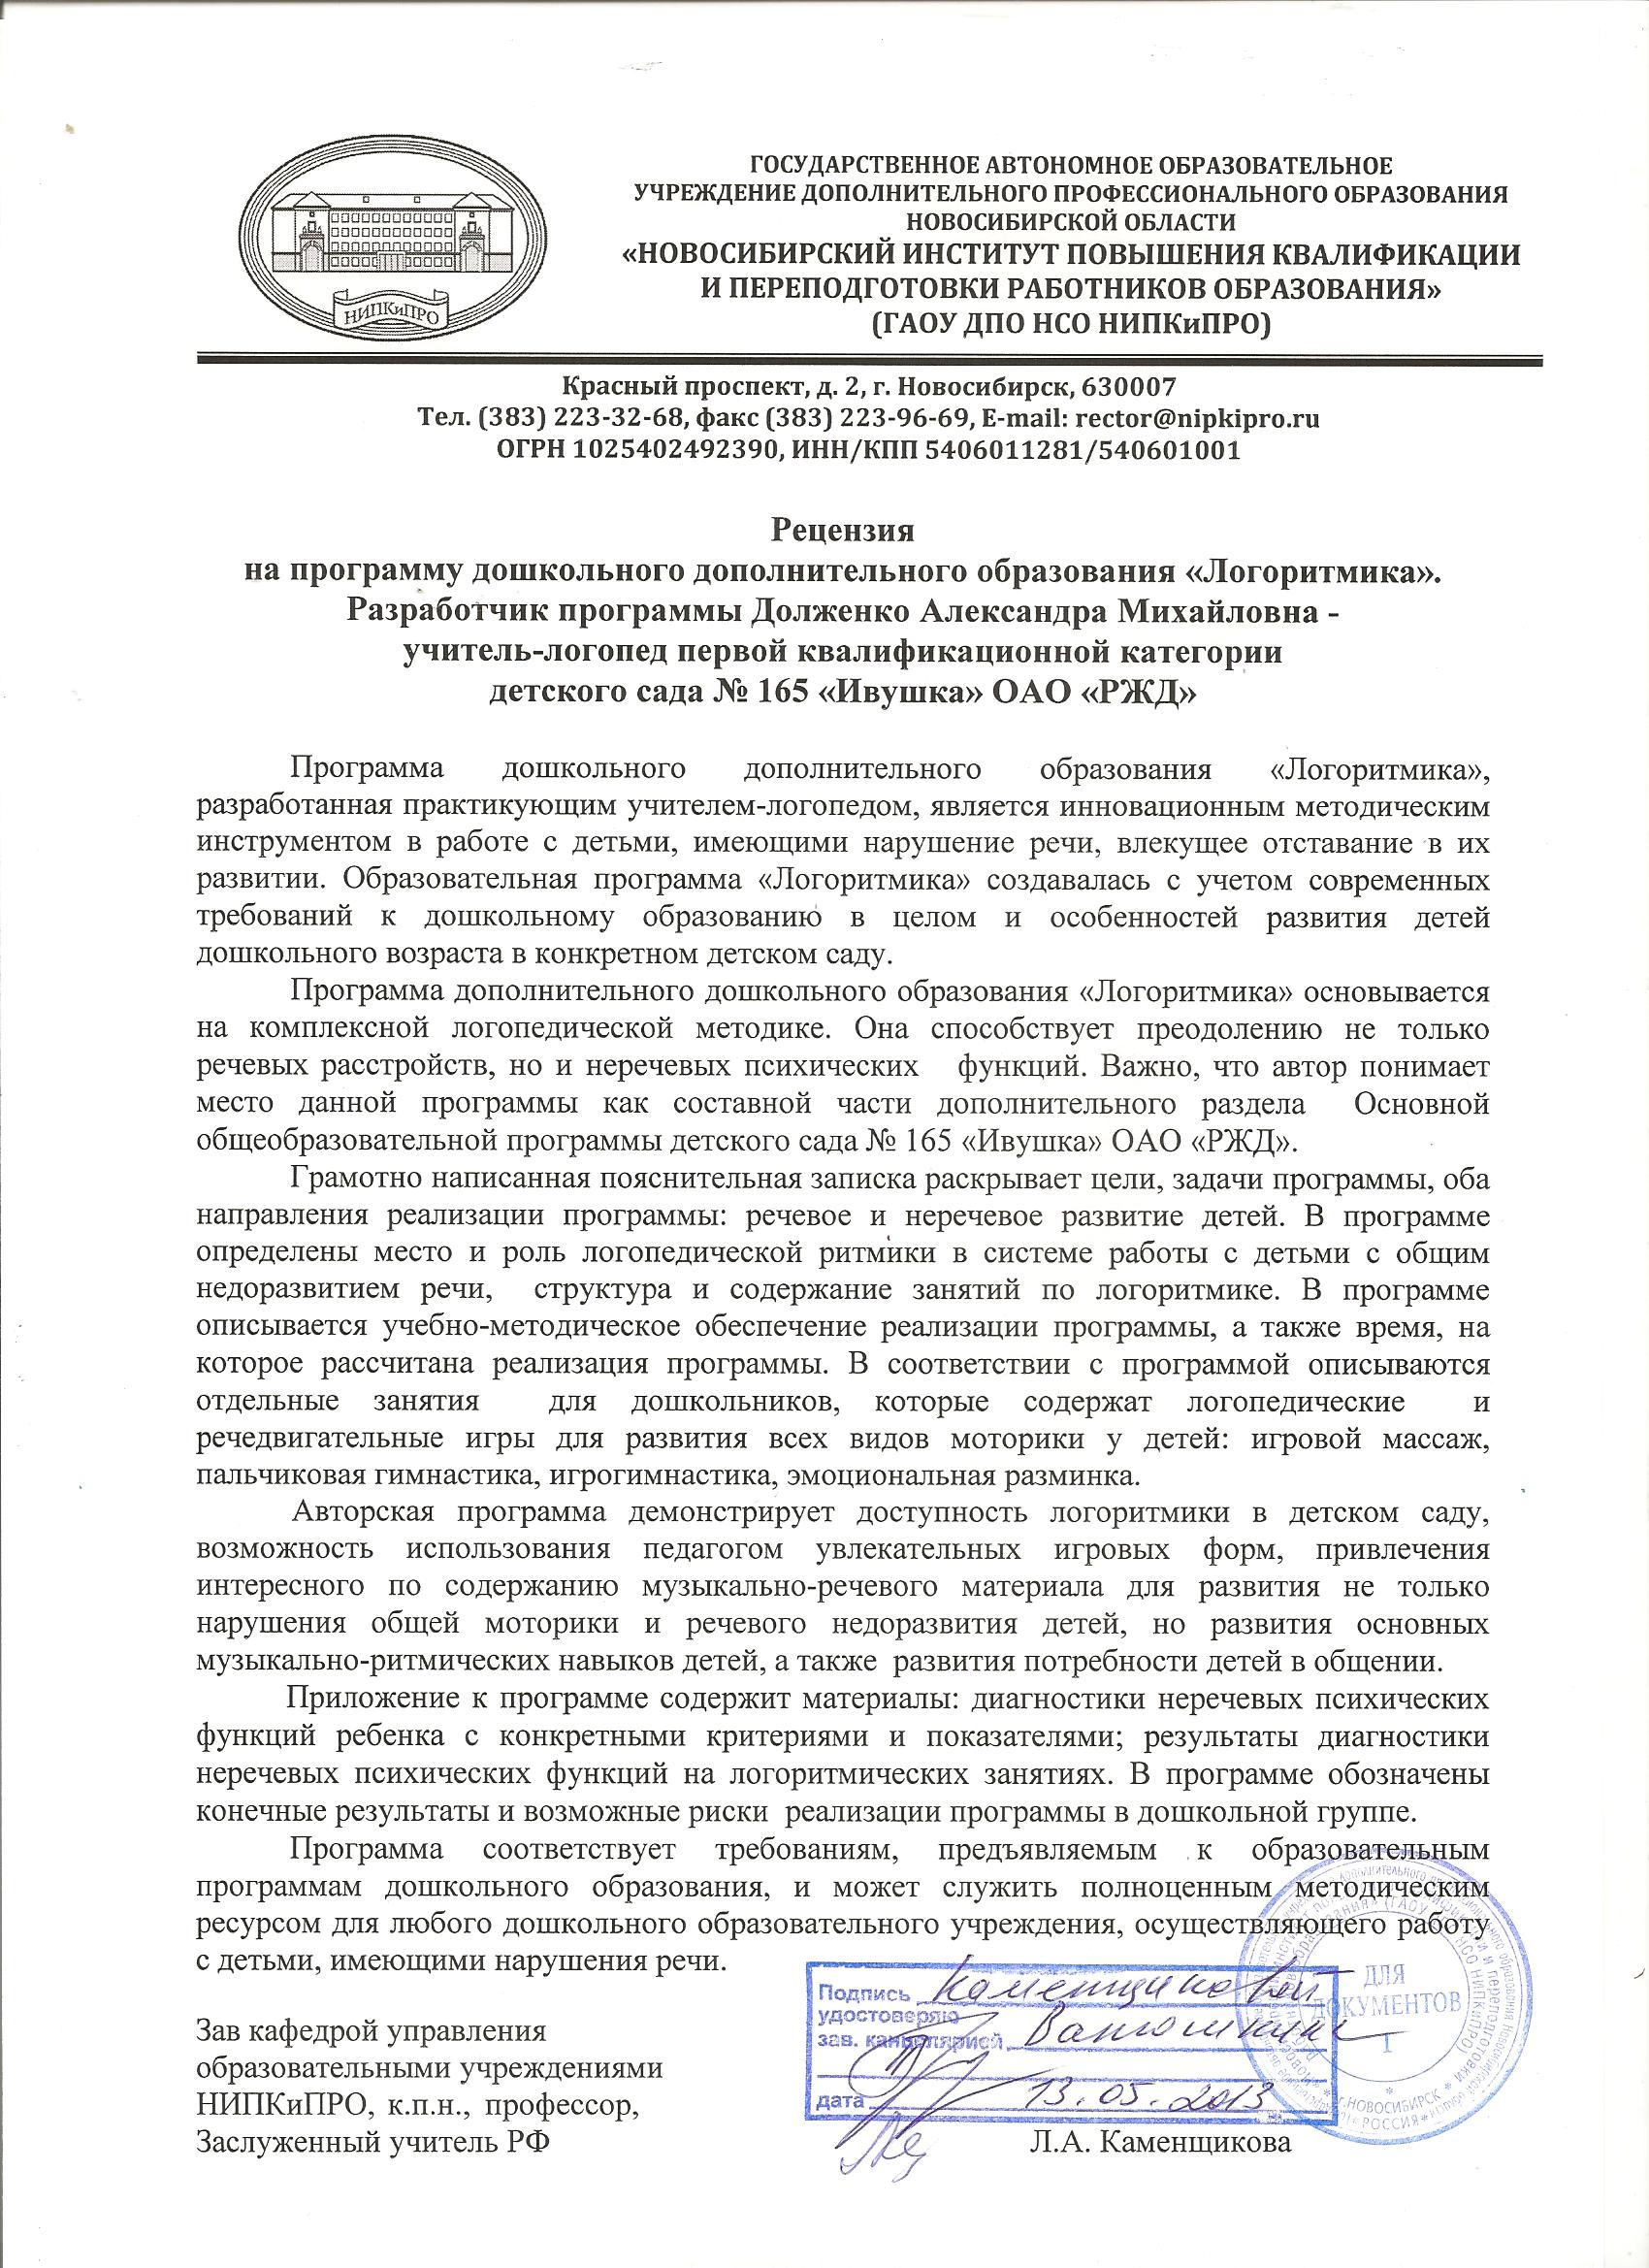 ГОСУДАРСТВЕННОЕ АВТОНОМНОЕ ОБРАЗОВАТЕЛЬНОЕ
УЧРЕЖДЕНИЕ ДОПОЛНИТЕЛЬНОГО ПРОФЕССИОНАЛЬНОГО ОБРАЗОВАНИЯ
НОВОСИБИРСКОЙ ОБЛАСТИ
«НОВОСИБИРСКИЙ ИНСТИТУТ ПОВЫШЕНИЯ КВАЛИФИКАЦИИ
И ПЕРЕПОДГОТОВКИ РАБОТНИКОВ ОБРАЗОВАНИЯ»
(ГАОУ ДПО НСО НИПКиПРО)
НИПКиПРО
Красный проспект, д. 2, г. Новосибирск, 630007
Тел. (383) 223-32-68, факс (383) 223-96-69, E-mail: rector@nipkipro.ru
ОГРН 1025402492390, ИНН/КПП 5406011281/540601001
Рецензия
на программу дошкольного дополнительного образования «Логоритмика».
Разработчик программы Долженко Александра Михайловна -
учитель-логопед первой квалификационной категории
детского сада № 165 «Ивушка» ОАО «РЖД»
Программа дошкольного дополнительного образования «Логоритмика»,
разработанная практикующим учителем-логопедом, является инновационным методическим
инструментом в работе с детьми, имеющими нарушение речи, влекущее отставание в их
развитии. Образовательная программа «Логоритмика» создавалась с учетом современных
требований к дошкольному образованию в целом и особенностей развития детей
дошкольного возраста в конкретном детском саду.
Программа дополнительного дошкольного образования «Логоритмика» основывается
на комплексной логопедической методике. Она способствует преодолению не только
речевых расстройств, но и неречевых психических функций. Важно, что автор понимает
место данной программы как составной части дополнительного раздела Основной
общеобразовательной программы детского сада № 165 «Ивушка» ОАО «РЖД».
Грамотно написанная пояснительная записка раскрывает цели, задачи программы, оба
направления реализации программы: речевое и неречевое развитие детей. В программе
определены место и роль логопедической ритмики в системе работы с детьми с общим
недоразвитием речи, структура и содержание занятий по логоритмике. В программе
описывается учебно-методическое обеспечение реализации программы, а также время, на
которое рассчитана реализация программы. В соответствии с программой описываются
отдельные занятия для дошкольников, которые содержат логопедические и
речедвигательные игры для развития всех видов моторики у детей: игровой массаж,
пальчиковая гимнастика, игрогимнастика, эмоциональная разминка.
Авторская программа демонстрирует доступность логоритмики в детском саду,
возможность использования педагогом увлекательных игровых форм, привлечения
интересного по содержанию музыкально-речевого материала для развития не только
нарушения общей моторики и речевого недоразвития детей, но развития основных
музыкально-ритмических навыков детей, а также развития потребности детей в общении.
Приложение к программе содержит материалы: диагностики неречевых психических
функций ребенка с конкретными критериями и показателями; результаты диагностики
неречевых психических функций на логоритмических занятиях. В программе обозначены
конечные результаты и возможные риски реализации программы в дошкольной группе.
Программа соответствует требованиям, предъявляемым к образовательным
программам дошкольного образования, и может служить полноценным методическим
ресурсом для любого дошкольного образовательного учреждения, осуществляющего работу
с детьми, имеющими нарушения речи.
Подпись Каменщиковой
удостоверяю
зав. канцелярией
дата 13.05.2013
ДЛЯ
ДОКУМЕНТОВ
1
г.НОВОСИБИРСК
РОССИЯ
Зав кафедрой управления
образовательными учреждениями
НИПКиПРО, к.п.н., профессор,
Заслуженный учитель РФ Л.А. Каменщикова